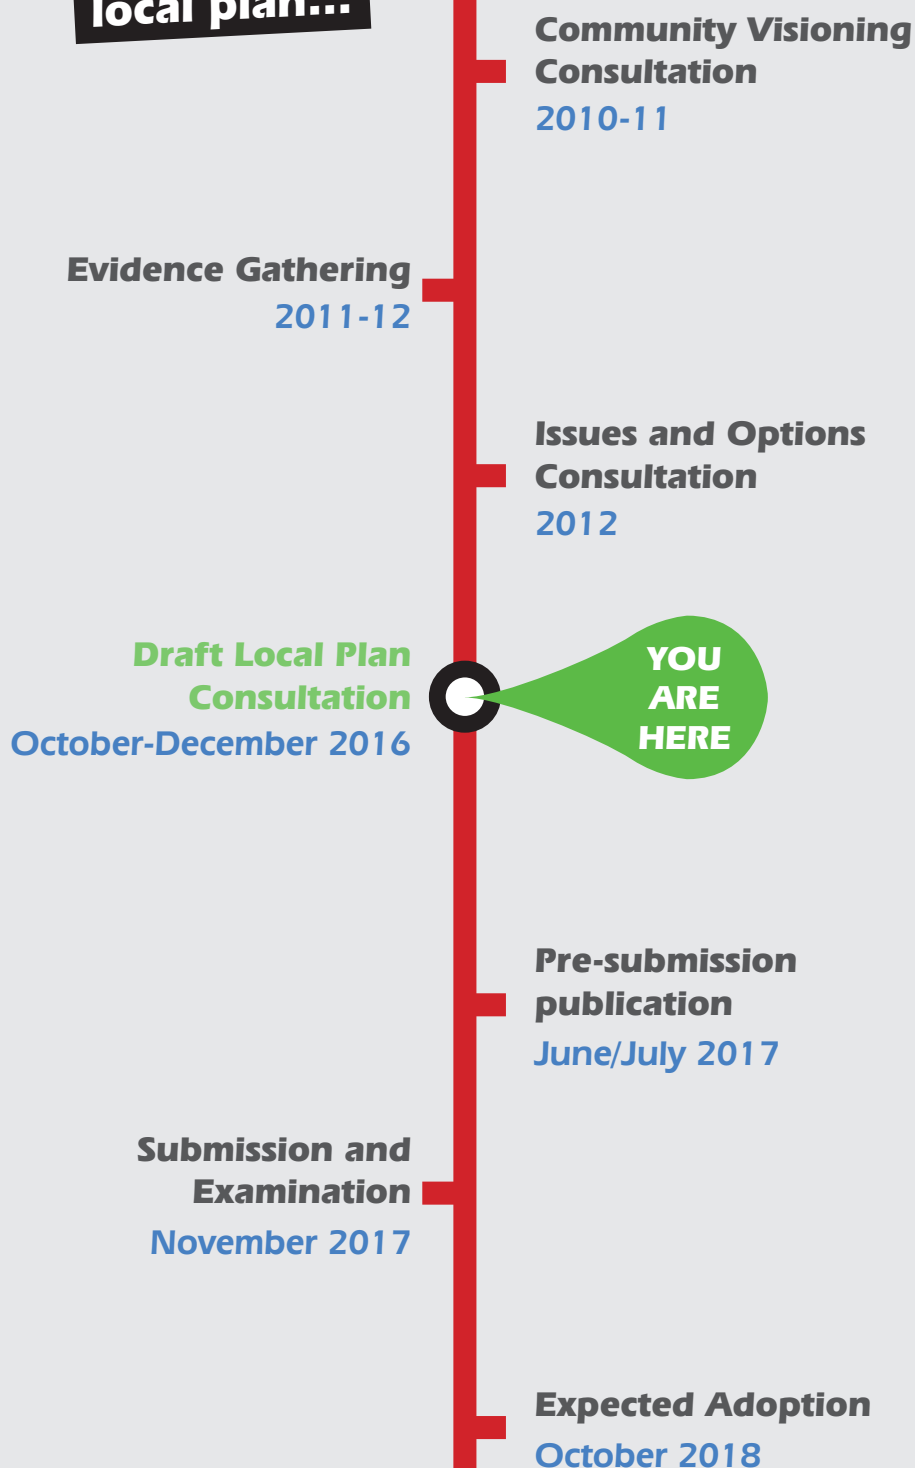 local plan...
Community Visioning
Consultation
2010-11
Evidence Gathering
2011-12
Issues and Options
Consultation
2012
Draft Local Plan
Consultation
October-December 2016
YOU
ARE
HERE
Pre-submission
publication
June/July 2017
Submission and
Examination
November 2017
Expected Adoption
October 2018